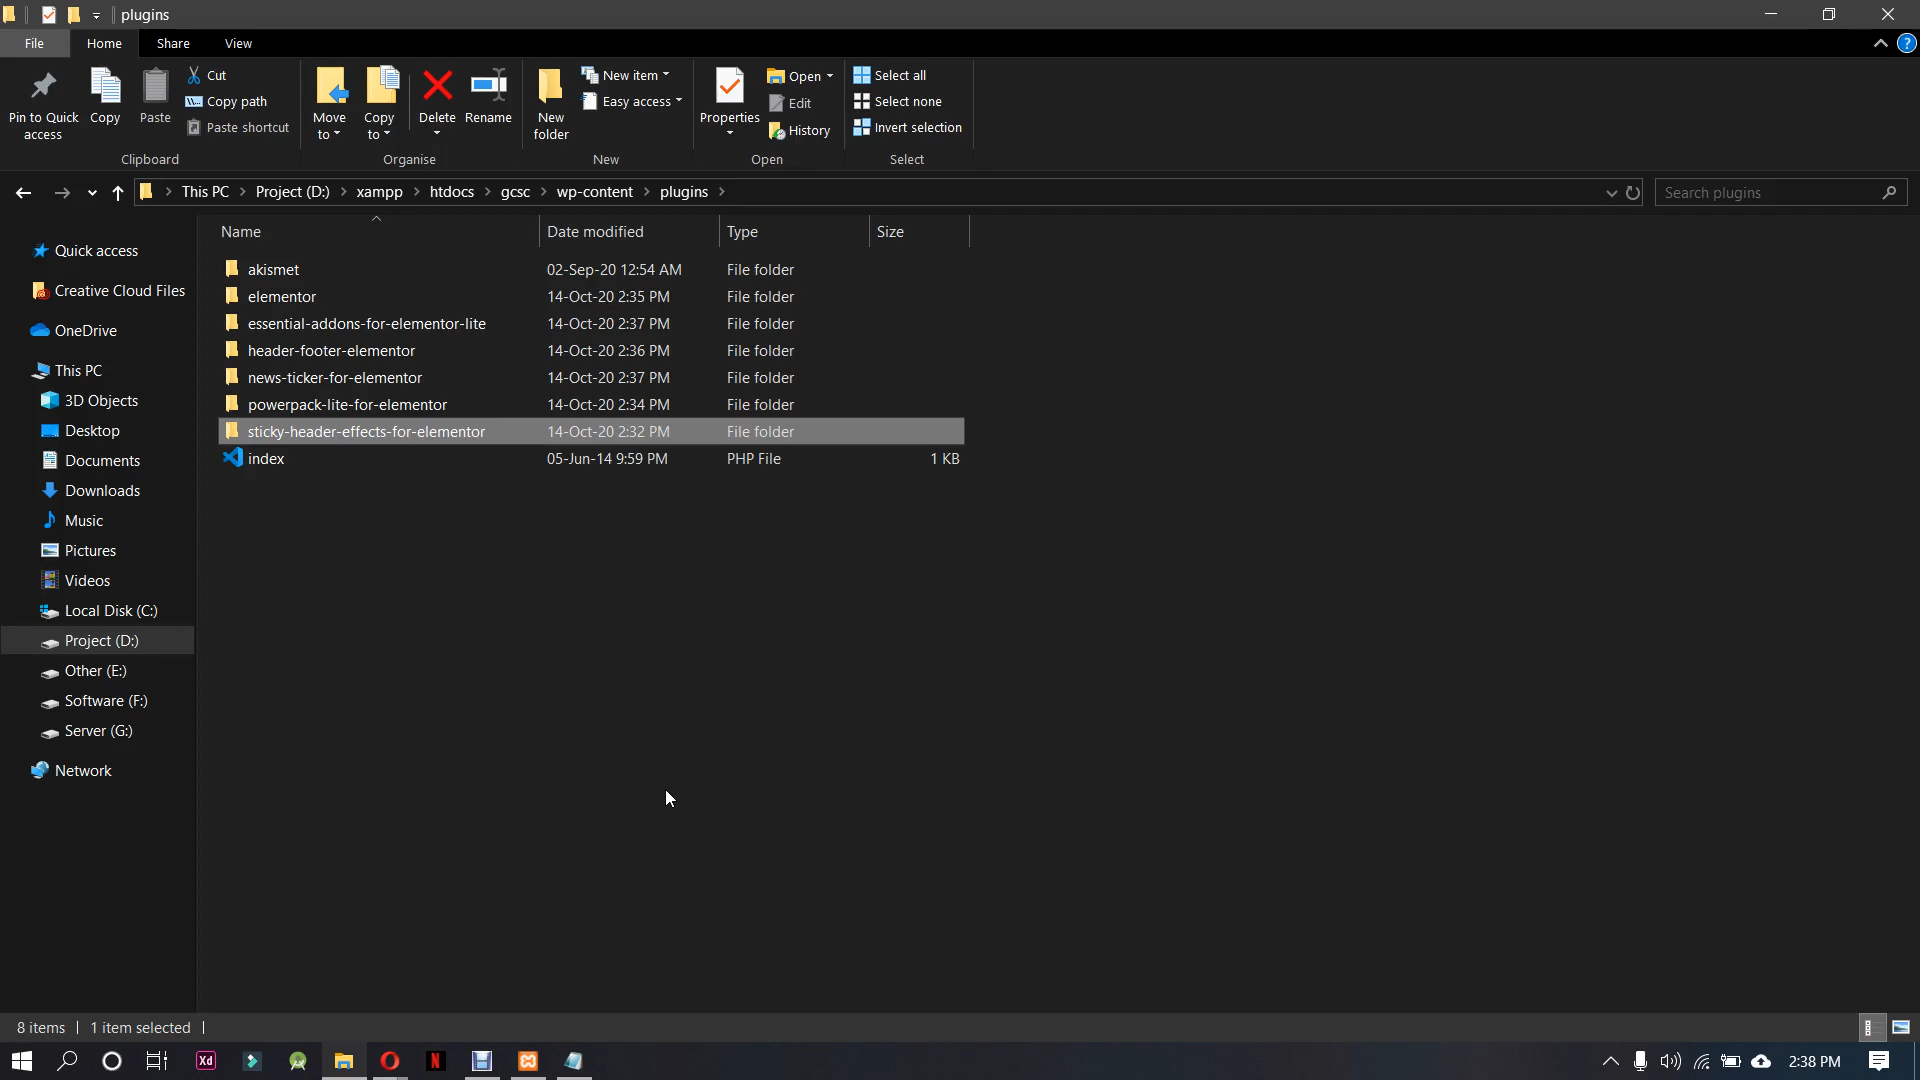 plugins
File Home Share View
Pin to Quick access
Copy
Paste
Cut
Copy path
Paste shortcut
Clipboard
Move to
Copy to
Delete
Rename
Organise
New folder
New item
Easy access
New
Properties
Open
Edit
History
Open
Select all
Select none
Invert selection
Select
This PC Project (D:) xampp htdocs gcsc wp-content plugins
Search plugins
Quick access
Creative Cloud Files
OneDrive
This PC
3D Objects
Desktop
Documents
Downloads
Music
Pictures
Videos
Local Disk (C:)
Project (D:)
Other (E:)
Software (F:)
Server (G:)
Network
Name Date modified Type Size
akismet 02-Sep-20 12:54 AM File folder
elementor 14-Oct-20 2:35 PM File folder
essential-addons-for-elementor-lite 14-Oct-20 2:37 PM File folder
header-footer-elementor 14-Oct-20 2:36 PM File folder
news-ticker-for-elementor 14-Oct-20 2:37 PM File folder
powerpack-lite-for-elementor 14-Oct-20 2:34 PM File folder
sticky-header-effects-for-elementor 14-Oct-20 2:32 PM File folder
index 05-Jun-14 9:59 PM PHP File 1 KB
8 items 1 item selected
Xd
N
2:38 PM